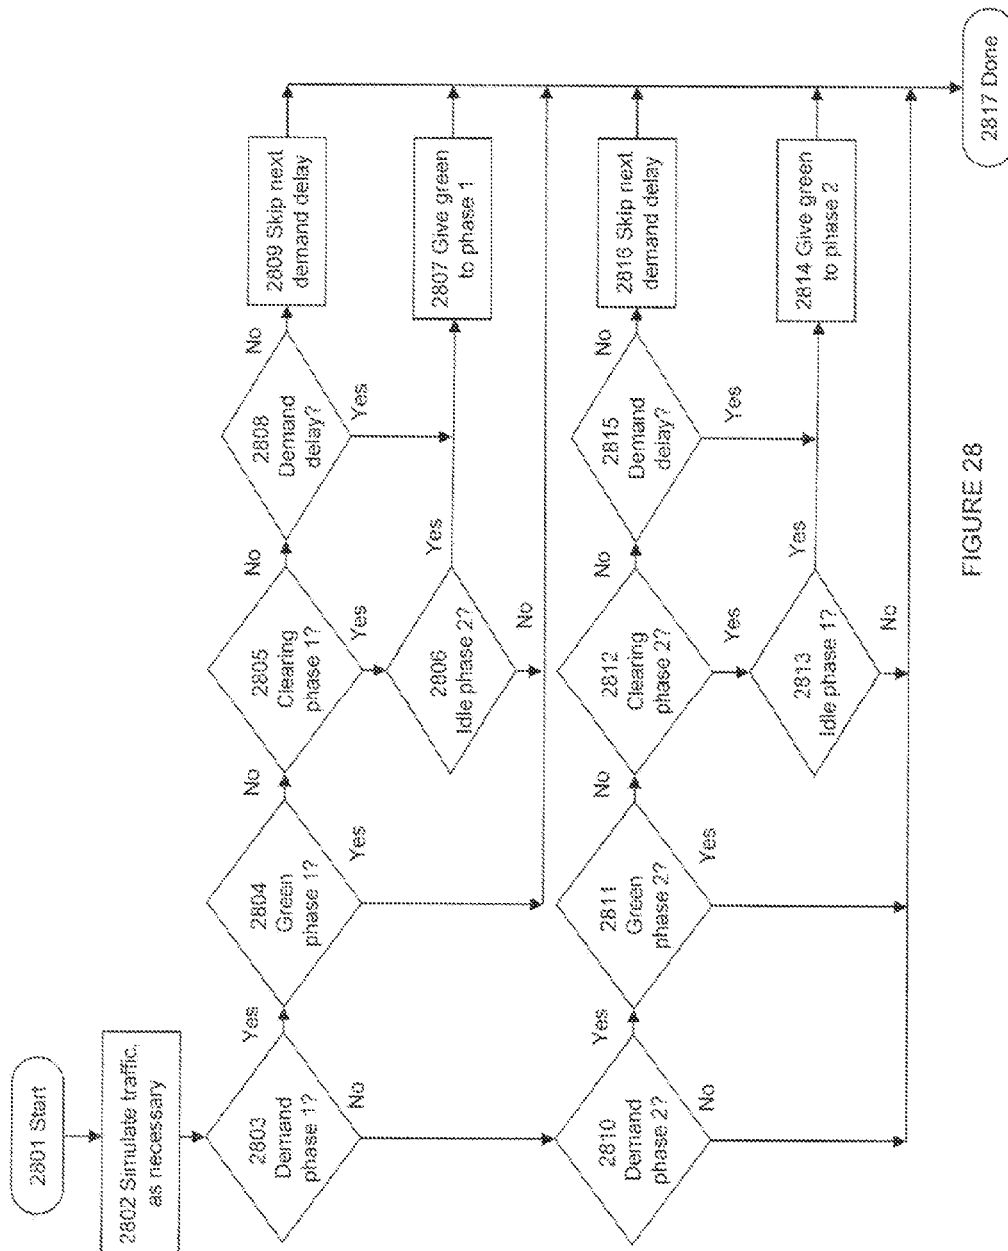 2801 Start
2802 Simulate traffic,
as necessary
2803
Demand
phase 1?
Yes
No
2804
Green
phase 1?
No
Yes
2805
Clearing
phase 1?
No
Yes
2808
Demand
delay?
No
Yes
2809 Skip next
demand delay
2806
Idle phase 2?
Yes
No
2807 Give green
to phase 1
2810
Demand
phase 2?
Yes
No
2811
Green
phase 2?
No
Yes
2812
Clearing
phase 2?
No
Yes
2815
Demand
delay?
No
Yes
2816 Skip next
demand delay
2813
Idle phase 1?
Yes
No
2814 Give green
to phase 2
2817 Done
FIGURE 28